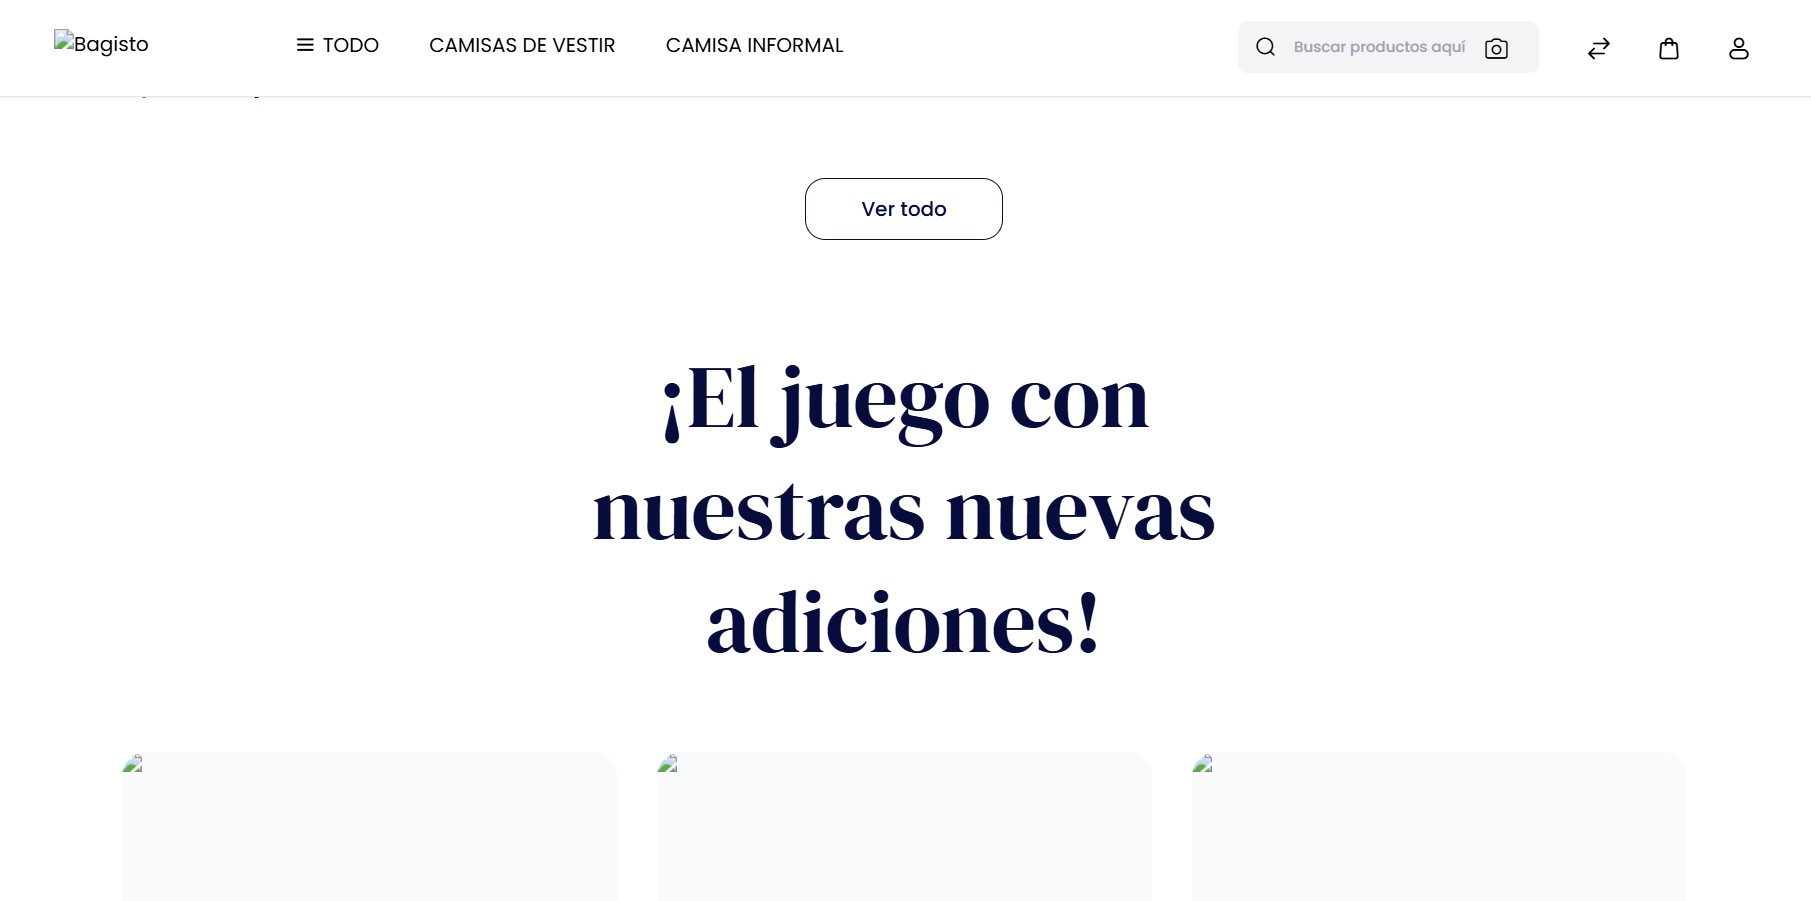 Bagisto
TODO
CAMISAS DE VESTIR
CAMISA INFORMAL
Buscar productos aquí
Ver todo
¡El juego con
nuestras nuevas
adiciones!